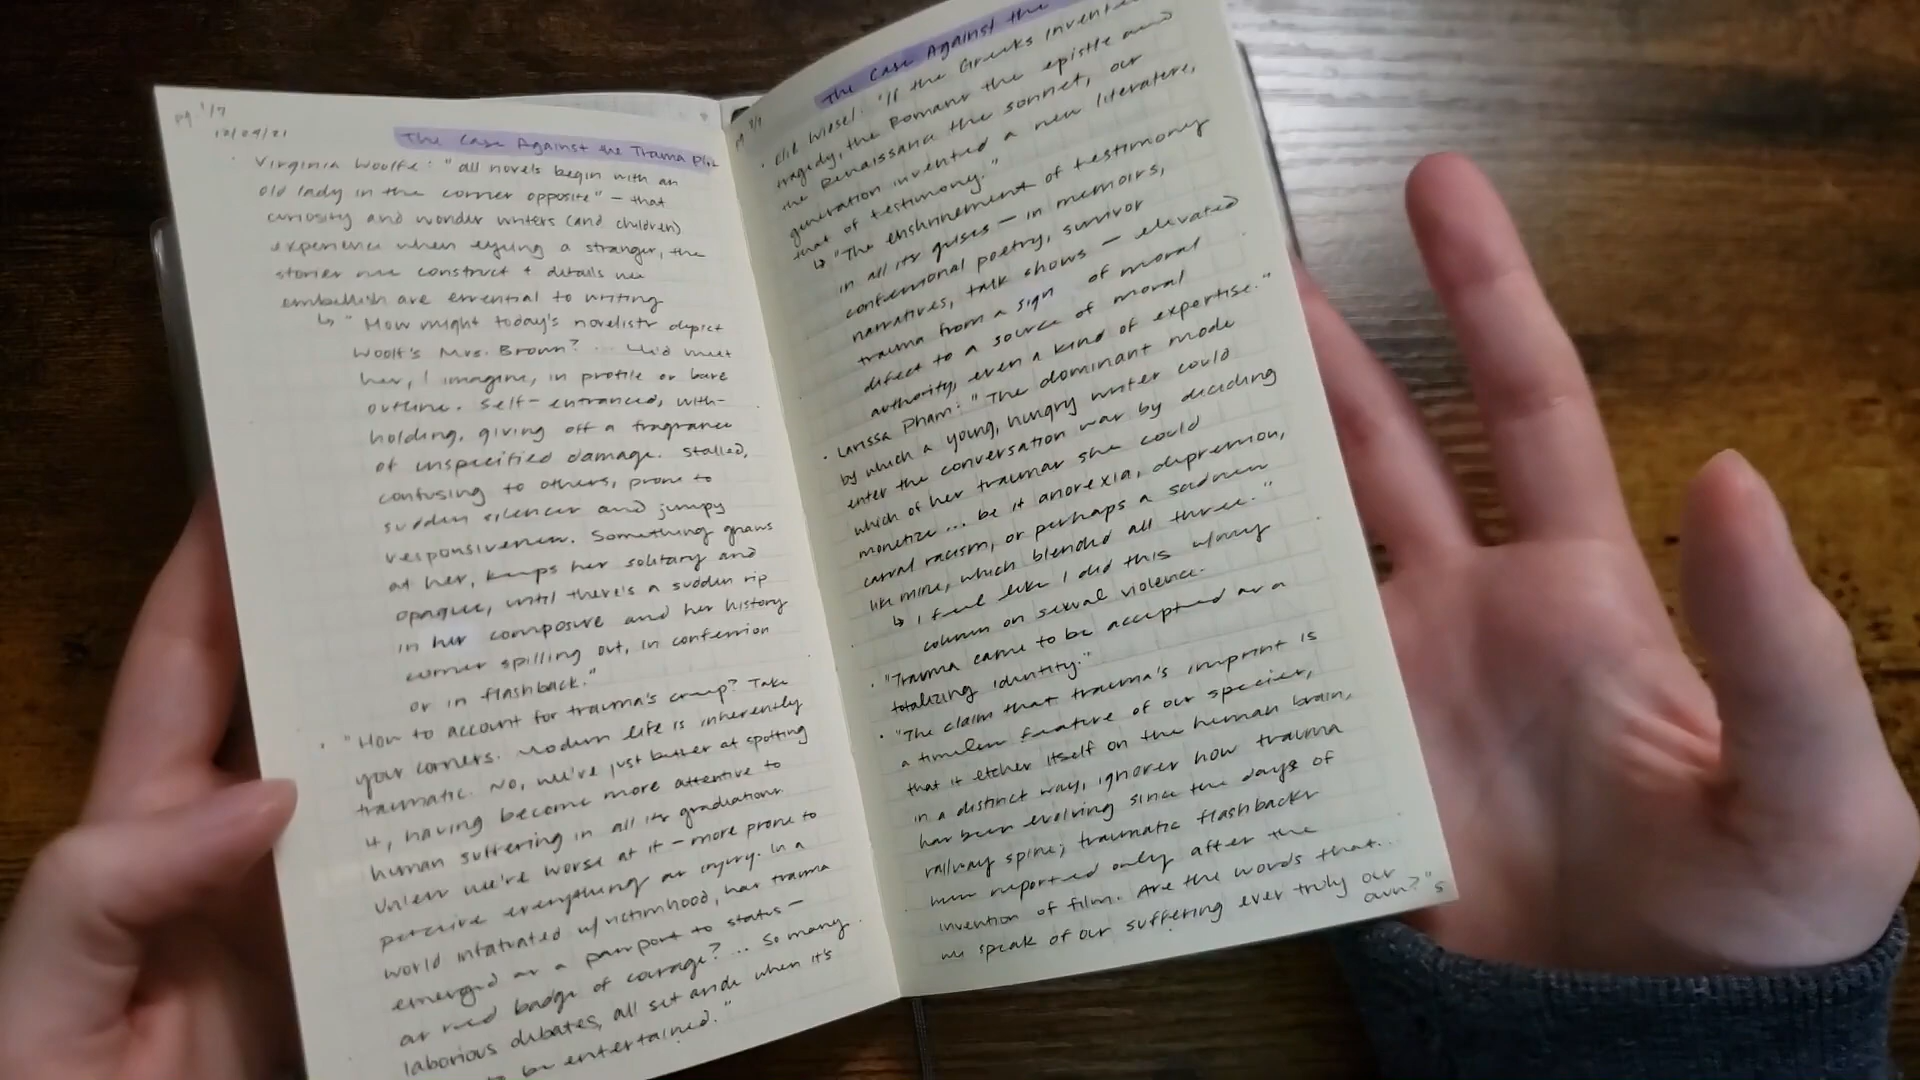 pg 1/7
12/29/21
The Case Against the Trauma Plot
· Virginia Woolfe: "all novels begin with an
old lady in the corner opposite" – that
curiosity and wonder writers (and children)
experience when eyeing a stranger, the
stories we construct + details we
embellish are essential to writing
↳ "How might today's novelists depict
Woolf's Mrs. Brown? .. We'd meet
her, I imagine, in profile or bare
outline. Self-entranced, with-
holding, giving off a fragrance
of unspecified damage. Stalled,
confusing to others, prone to
sudden silences and jumpy
responsiveness. Something gnaws
at her, keeps her solitary and
opaque, until there's a sudden rip
in her composure and her history
comes spilling out, in confession
or in flashback."
· "How to account for trauma's creep? Take
your corners. Modern life is inherently
traumatic. No, we're just better at spotting
it, having become more attentive to
human suffering in all its gradations.
Unless we're worse at it – more prone to
perceive everything as injury. In a
world infatuated w/ victimhood, has trauma
emerged as a passport to status –
our red badge of courage? ... So many
laborious debates, all set aside when it's
to be entertained."
The Case Against the
· Elie Wiesel: "If the Greeks invented
tragedy, the Romans the epistle and
the Renaissance the sonnet, our
generation invented a new literature,
that of testimony."
↳ "The enshrinement of testimony
in all its guises – in memoirs,
confessional poetry, survivor
narratives, talk shows – elevated
trauma from a sign of moral
defect to a source of moral
authority, even a kind of expertise."
· Larissa Pham: "The dominant mode
by which a young, hungry writer could
enter the conversation was by deciding
which of her traumas she could
monetize ... be it anorexia, depression,
casual racism, or perhaps a sadness
like mine, which blended all three."
↳ I feel like I did this w/ my
column on sexual violence.
· "Trauma came to be accepted as a
totalizing identity."
· "The claim that trauma's imprint is
a timeless feature of our species,
that it etches itself on the human brain,
in a distinct way, ignores how trauma
has been evolving since the days of
railway spine; traumatic flashbacks
were reported only after the
invention of film. Are the words that..
we speak of our suffering ever truly our
own?"